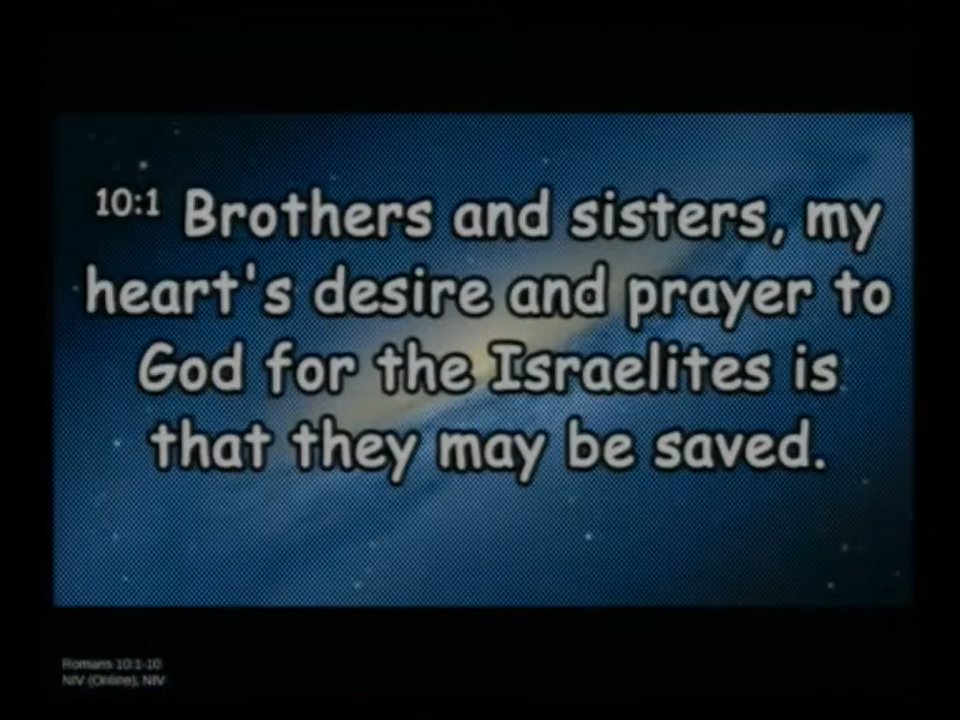 10:1 Brothers and sisters, my
heart's desire and prayer to
God for the Israelites is
that they may be saved.
Romans 10:1-10
NIV (Online), NIV